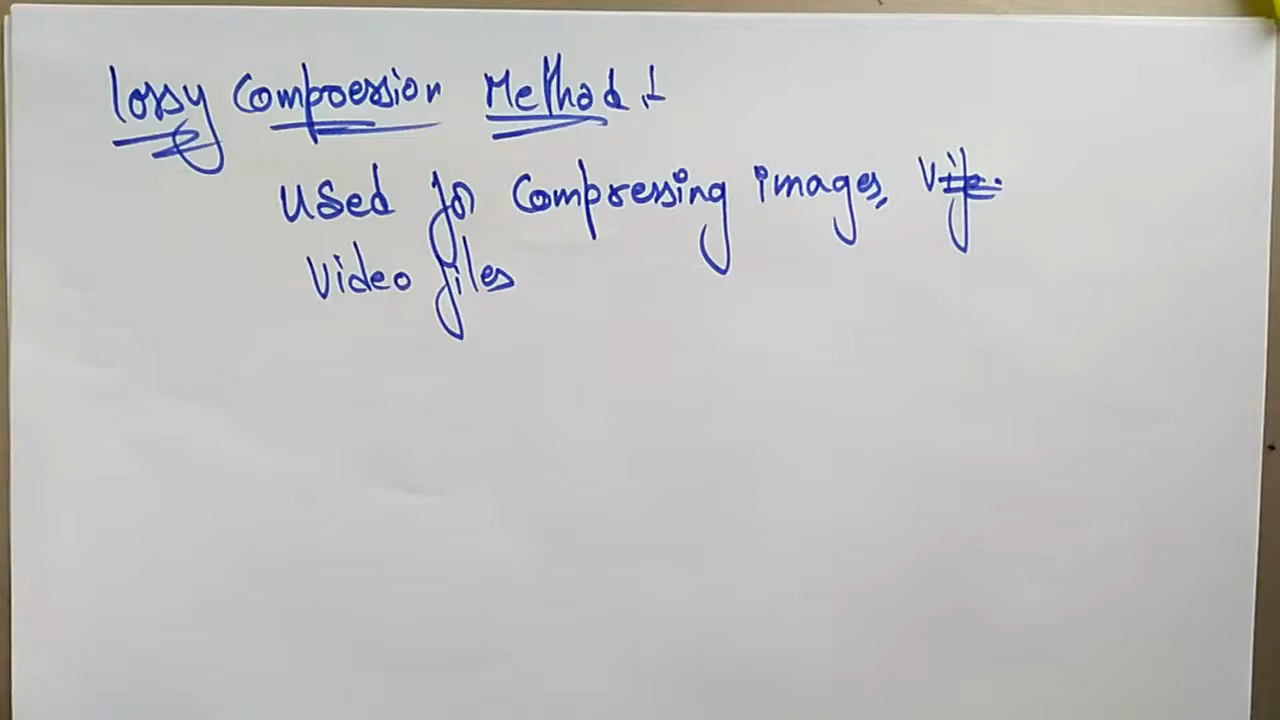 lossy Compression Method :-
used for Compressing images,
Video files